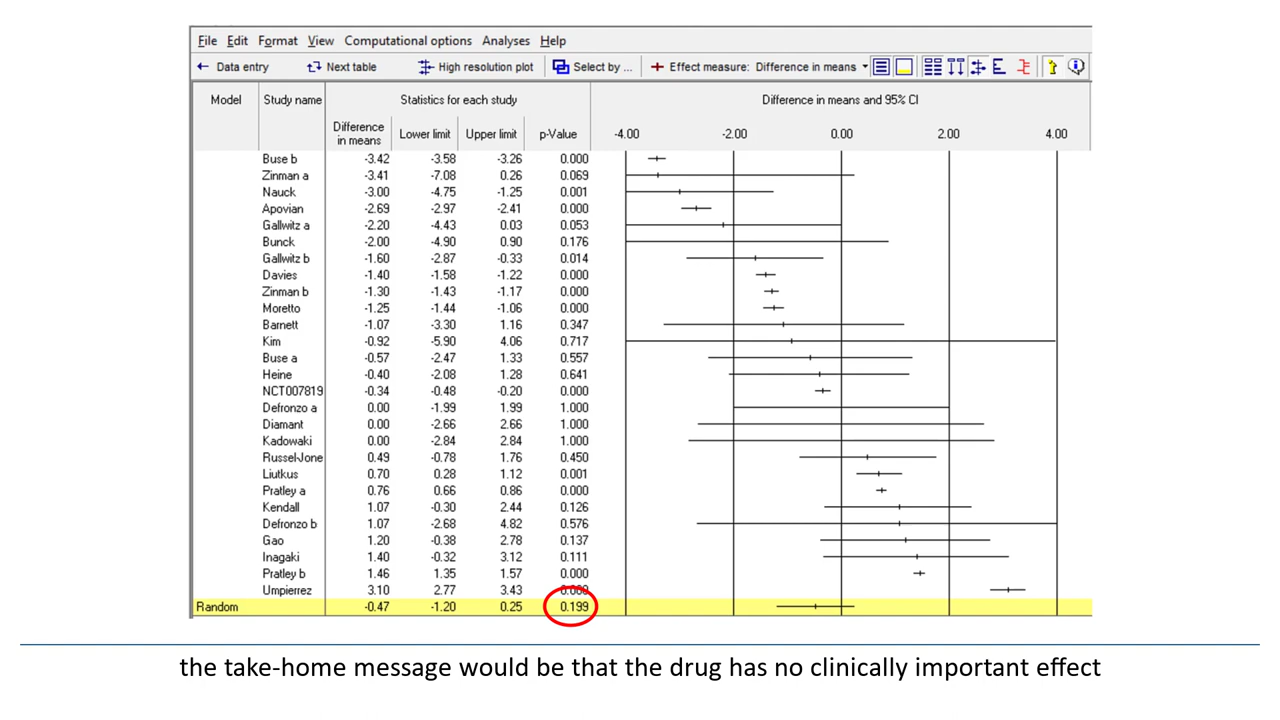 File Edit Format View Computational options Analyses Help
Data entry Next table High resolution plot Select by ... Effect measure: Difference in means
Model Study name Statistics for each study Difference in means and 95% CI
Difference in means Lower limit Upper limit p-Value -4.00 -2.00 0.00 2.00 4.00
Buse b -3.42 -3.58 -3.26 0.000
Zinman a -3.41 -7.08 0.26 0.069
Nauck -3.00 -4.75 -1.25 0.001
Apovian -2.69 -2.97 -2.41 0.000
Gallwitz a -2.20 -4.43 0.03 0.053
Bunck -2.00 -4.90 0.90 0.176
Gallwitz b -1.60 -2.87 -0.33 0.014
Davies -1.40 -1.58 -1.22 0.000
Zinman b -1.30 -1.43 -1.17 0.000
Moretto -1.25 -1.44 -1.06 0.000
Barnett -1.07 -3.30 1.16 0.347
Kim -0.92 -5.90 4.06 0.717
Buse a -0.57 -2.47 1.33 0.557
Heine -0.40 -2.08 1.28 0.641
NCT007819 -0.34 -0.48 -0.20 0.000
Defronzo a 0.00 -1.99 1.99 1.000
Diamant 0.00 -2.66 2.66 1.000
Kadowaki 0.00 -2.84 2.84 1.000
Russel-Jone 0.49 -0.78 1.76 0.450
Liutkus 0.70 0.28 1.12 0.001
Pratley a 0.76 0.66 0.86 0.000
Kendall 1.07 -0.30 2.44 0.126
Defronzo b 1.07 -2.68 4.82 0.576
Gao 1.20 -0.38 2.78 0.137
Inagaki 1.40 -0.32 3.12 0.111
Pratley b 1.46 1.35 1.57 0.000
Umpierrez 3.10 2.77 3.43 0.000
Random -0.47 -1.20 0.25 0.199
the take-home message would be that the drug has no clinically important effect